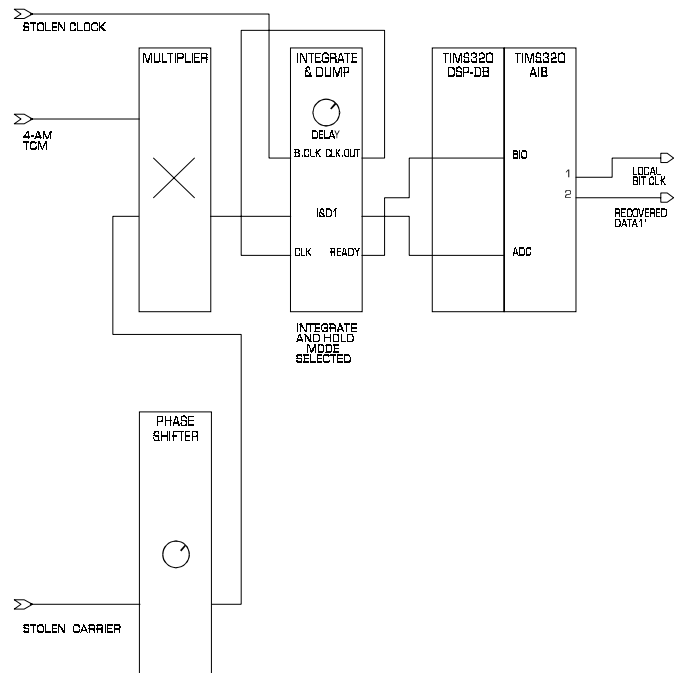 STOLEN CLOCK
MULTIPLIER
INTEGRATE
& DUMP
TIMS320
DSP-DB
TIMS320
AIB
DELAY
4-AM
TCM
B.CLK CLK.OUT
BIO
1
LOCAL
BIT CLK
2
I&D1
RECOVERED
DATA1'
CLK READY
ADC
INTEGRATE
AND HOLD
MODE
SELECTED
PHASE
SHIFTER
STOLEN CARRIER